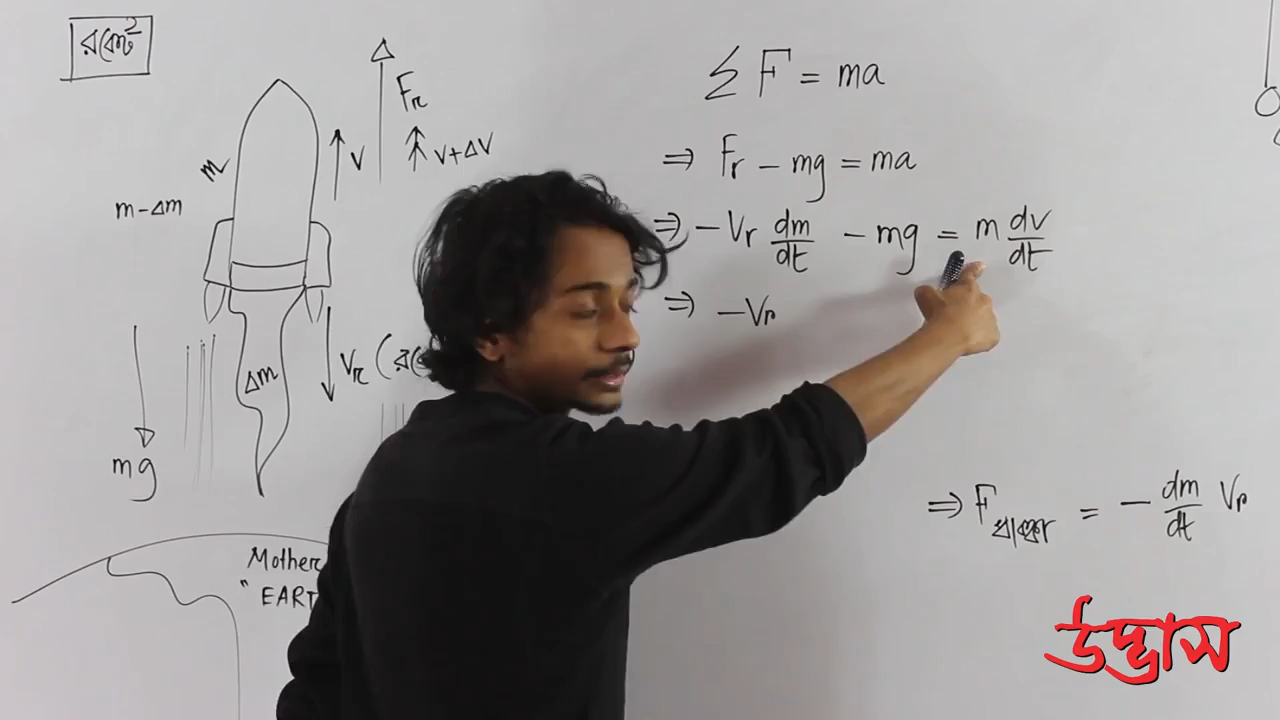 রকেট
F_r
v
v+Δv
m
m-Δm
Δm
v_r (
mg
Mother
" EART
Σ F = ma
⇒ F_r - mg = ma
⇒ -V_r dm/dt - mg = m dv/dt
⇒ -V_r
⇒ F_ধাক্কা = - dm/dt V_r
উদ্ভাস